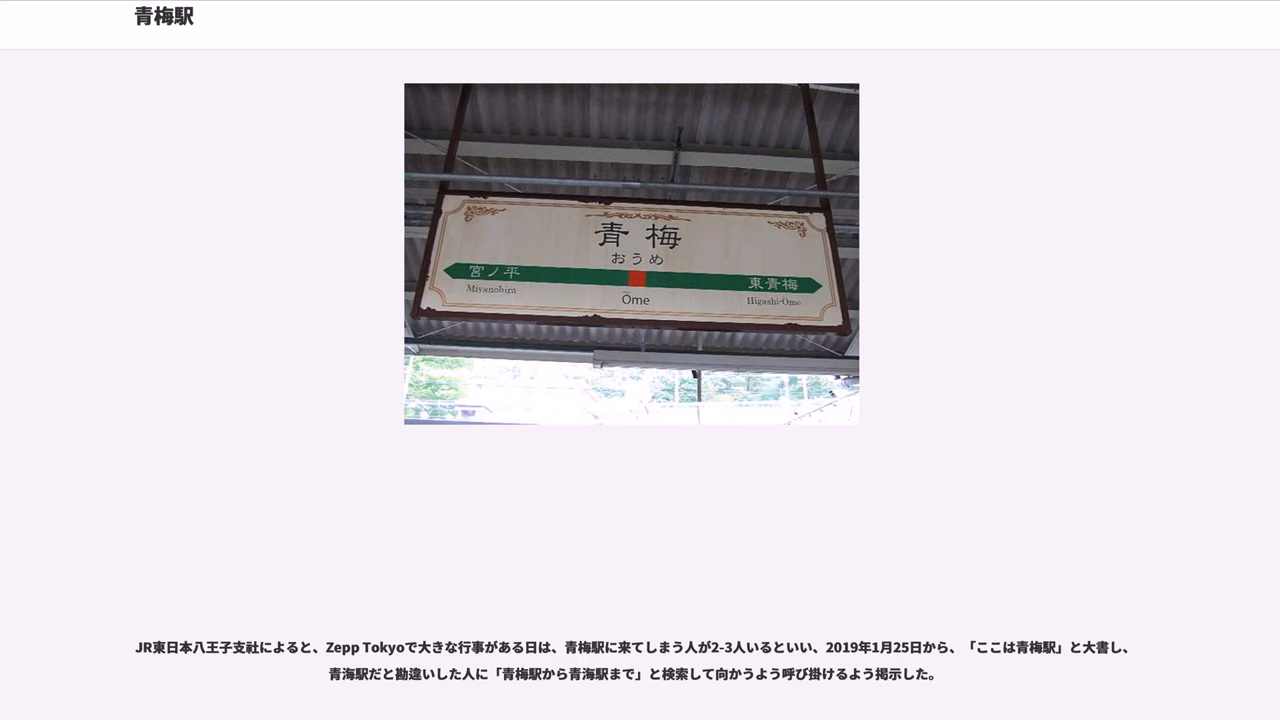 青梅駅
青梅
おうめ
宮ノ平
東青梅
Miyanohira
Ōme
Higashi-Ōme
JR東日本八王子支社によると、Zepp Tokyoで大きな行事がある日は、青梅駅に来てしまう人が2-3人いるといい、2019年1月25日から、「ここは青梅駅」と大書し、
青海駅だと勘違いした人に「青梅駅から青海駅まで」と検索して向かうよう呼び掛けるよう掲示した。